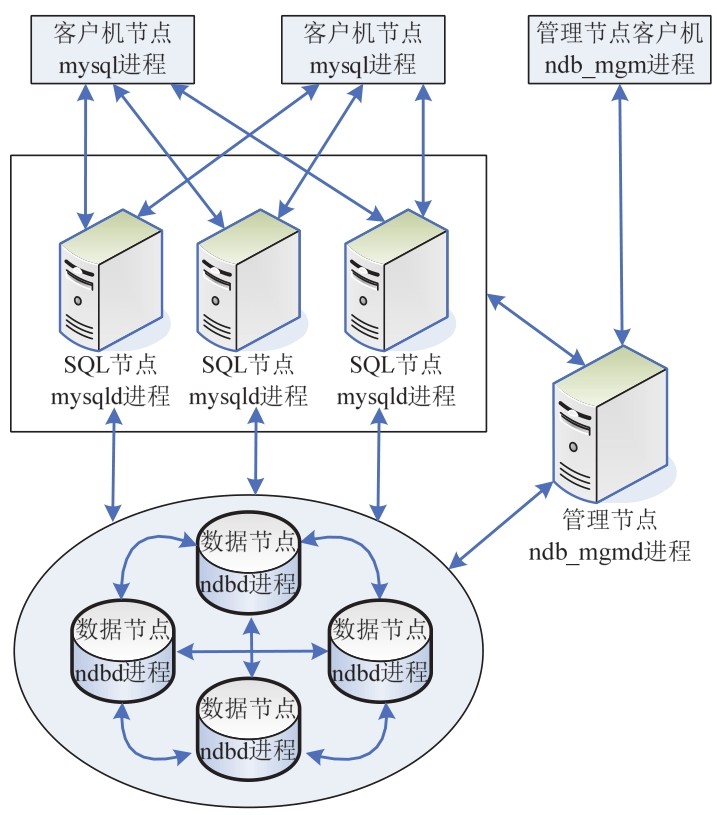 客户机节点
mysql进程
客户机节点
mysql进程
管理节点客户机
ndb_mgm进程
SQL节点
mysqld进程
SQL节点
mysqld进程
SQL节点
mysqld进程
管理节点
ndb_mgmd进程
数据节点
ndbd进程
数据节点
ndbd进程
数据节点
ndbd进程
数据节点
ndbd进程